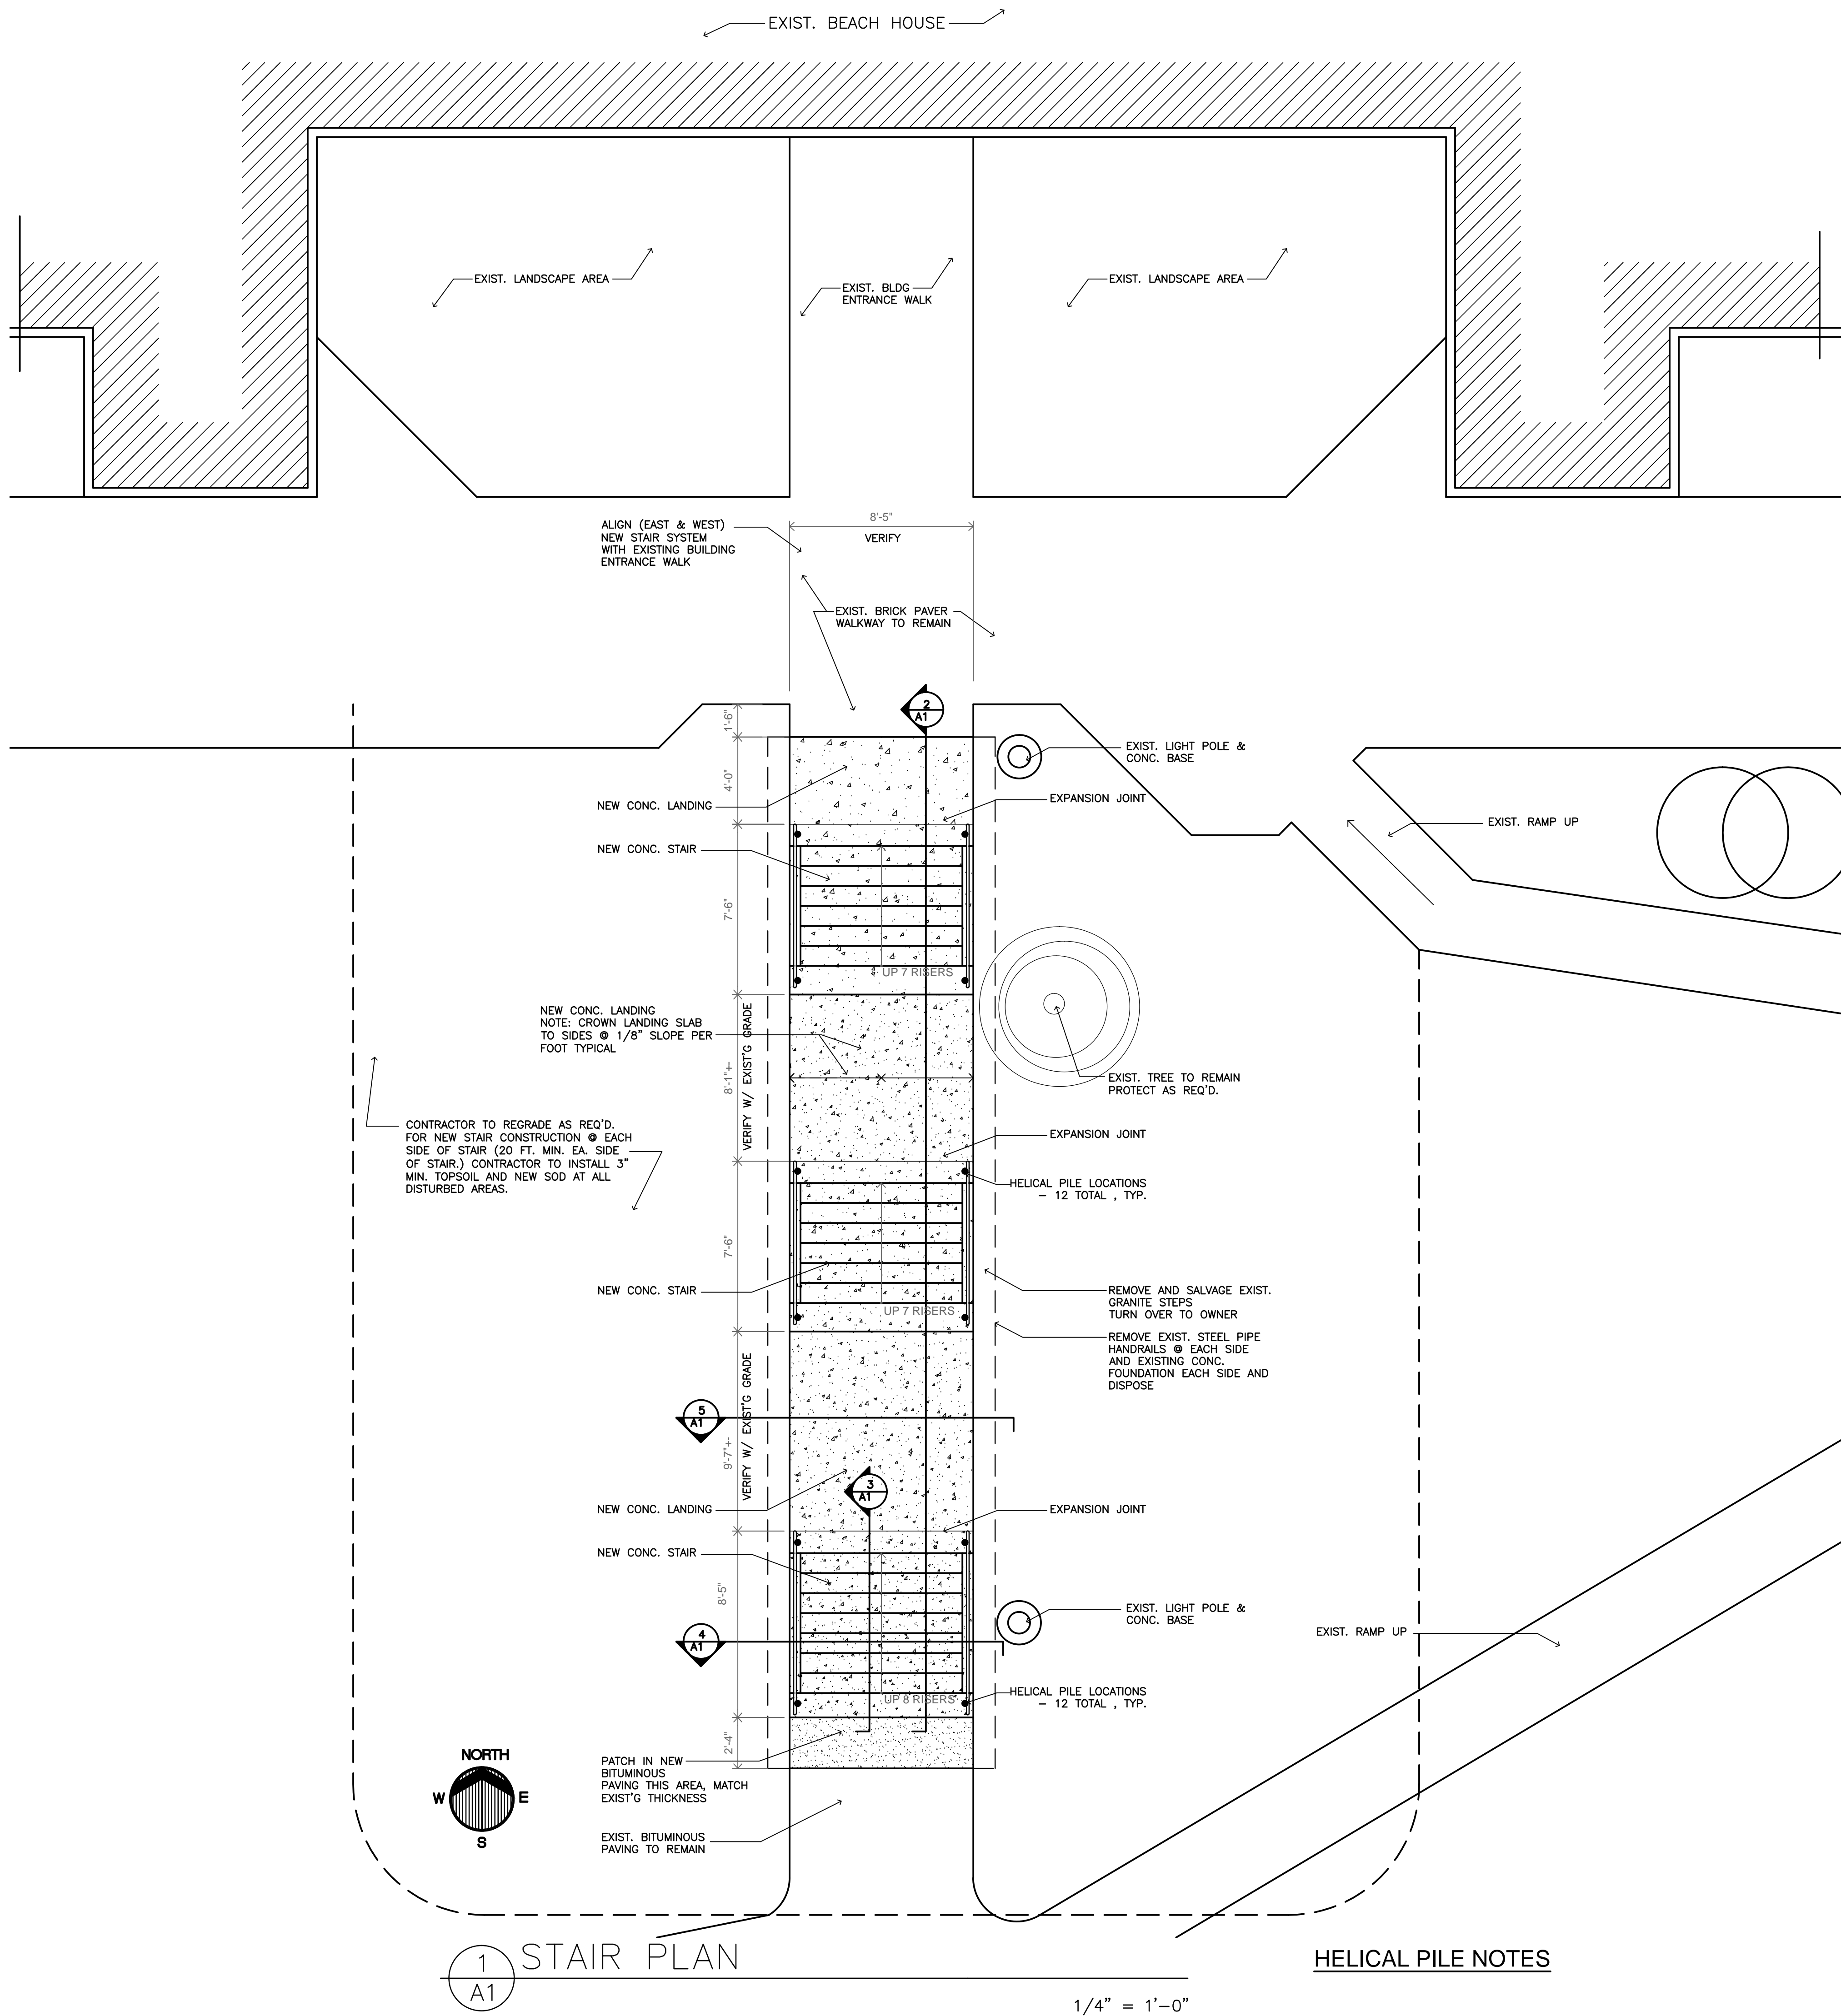 EXIST. BEACH HOUSE
EXIST. LANDSCAPE AREA
EXIST. BLDG
ENTRANCE WALK
EXIST. LANDSCAPE AREA
ALIGN (EAST & WEST)
NEW STAIR SYSTEM
WITH EXISTING BUILDING
ENTRANCE WALK
8'-5"
VERIFY
EXIST. BRICK PAVER
WALKWAY TO REMAIN
2
A1
1'-6"
EXIST. LIGHT POLE &
CONC. BASE
4'-0"
NEW CONC. LANDING
EXPANSION JOINT
EXIST. RAMP UP
NEW CONC. STAIR
7'-6"
UP 7 RISERS
NEW CONC. LANDING
NOTE: CROWN LANDING SLAB
TO SIDES @ 1/8" SLOPE PER
FOOT TYPICAL
8'-1"+-
VERIFY W/ EXIST'G GRADE
EXIST. TREE TO REMAIN
PROTECT AS REQ'D.
CONTRACTOR TO REGRADE AS REQ'D.
FOR NEW STAIR CONSTRUCTION @ EACH
SIDE OF STAIR (20 FT. MIN. EA. SIDE
OF STAIR.) CONTRACTOR TO INSTALL 3"
MIN. TOPSOIL AND NEW SOD AT ALL
DISTURBED AREAS.
EXPANSION JOINT
HELICAL PILE LOCATIONS
- 12 TOTAL , TYP.
7'-6"
NEW CONC. STAIR
UP 7 RISERS
REMOVE AND SALVAGE EXIST.
GRANITE STEPS
TURN OVER TO OWNER
REMOVE EXIST. STEEL PIPE
HANDRAILS @ EACH SIDE
AND EXISTING CONC.
FOUNDATION EACH SIDE AND
DISPOSE
5
A1
9'-7"+-
VERIFY W/ EXIST'G GRADE
3
A1
NEW CONC. LANDING
EXPANSION JOINT
NEW CONC. STAIR
8'-5"
EXIST. LIGHT POLE &
CONC. BASE
4
A1
EXIST. RAMP UP
UP 8 RISERS
HELICAL PILE LOCATIONS
- 12 TOTAL , TYP.
2'-4"
PATCH IN NEW
BITUMINOUS
PAVING THIS AREA, MATCH
EXIST'G THICKNESS
NORTH
W
E
S
EXIST. BITUMINOUS
PAVING TO REMAIN
1
A1
STAIR PLAN
1/4" = 1'-0"
HELICAL PILE NOTES